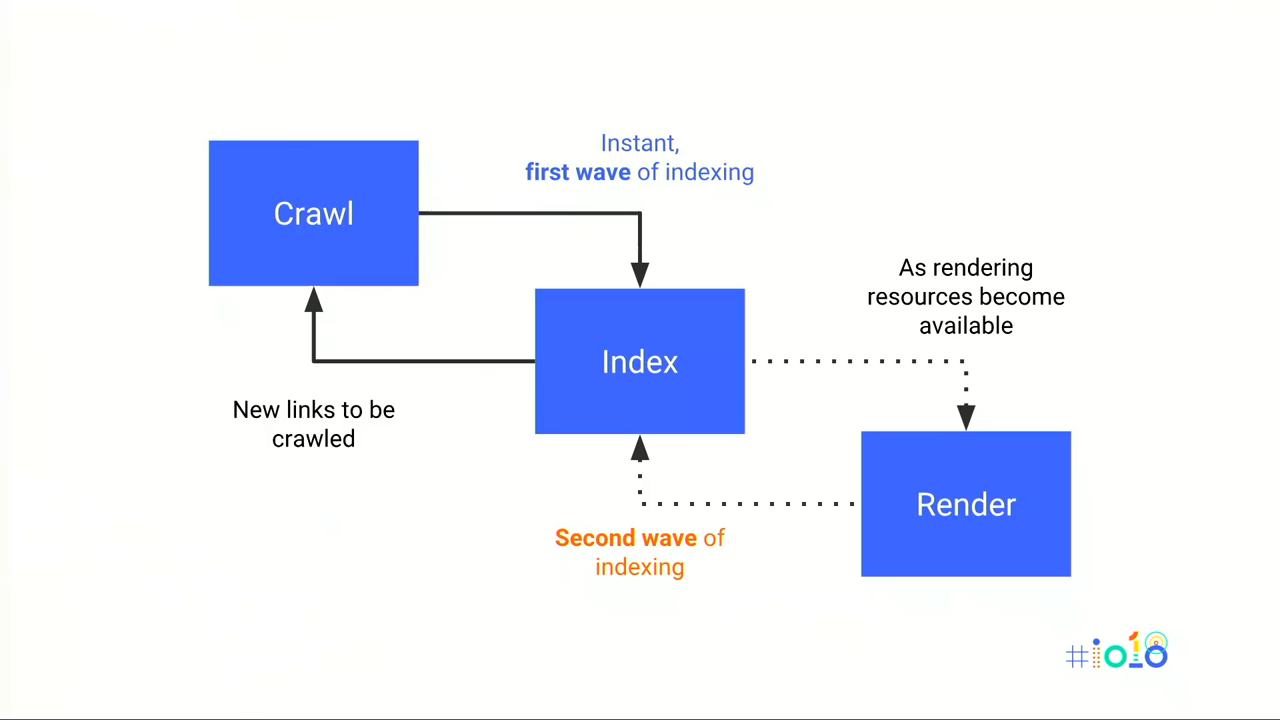 Instant,
first wave of indexing
Crawl
As rendering
resources become
available
Index
New links to be
crawled
Render
Second wave of
indexing
#io18